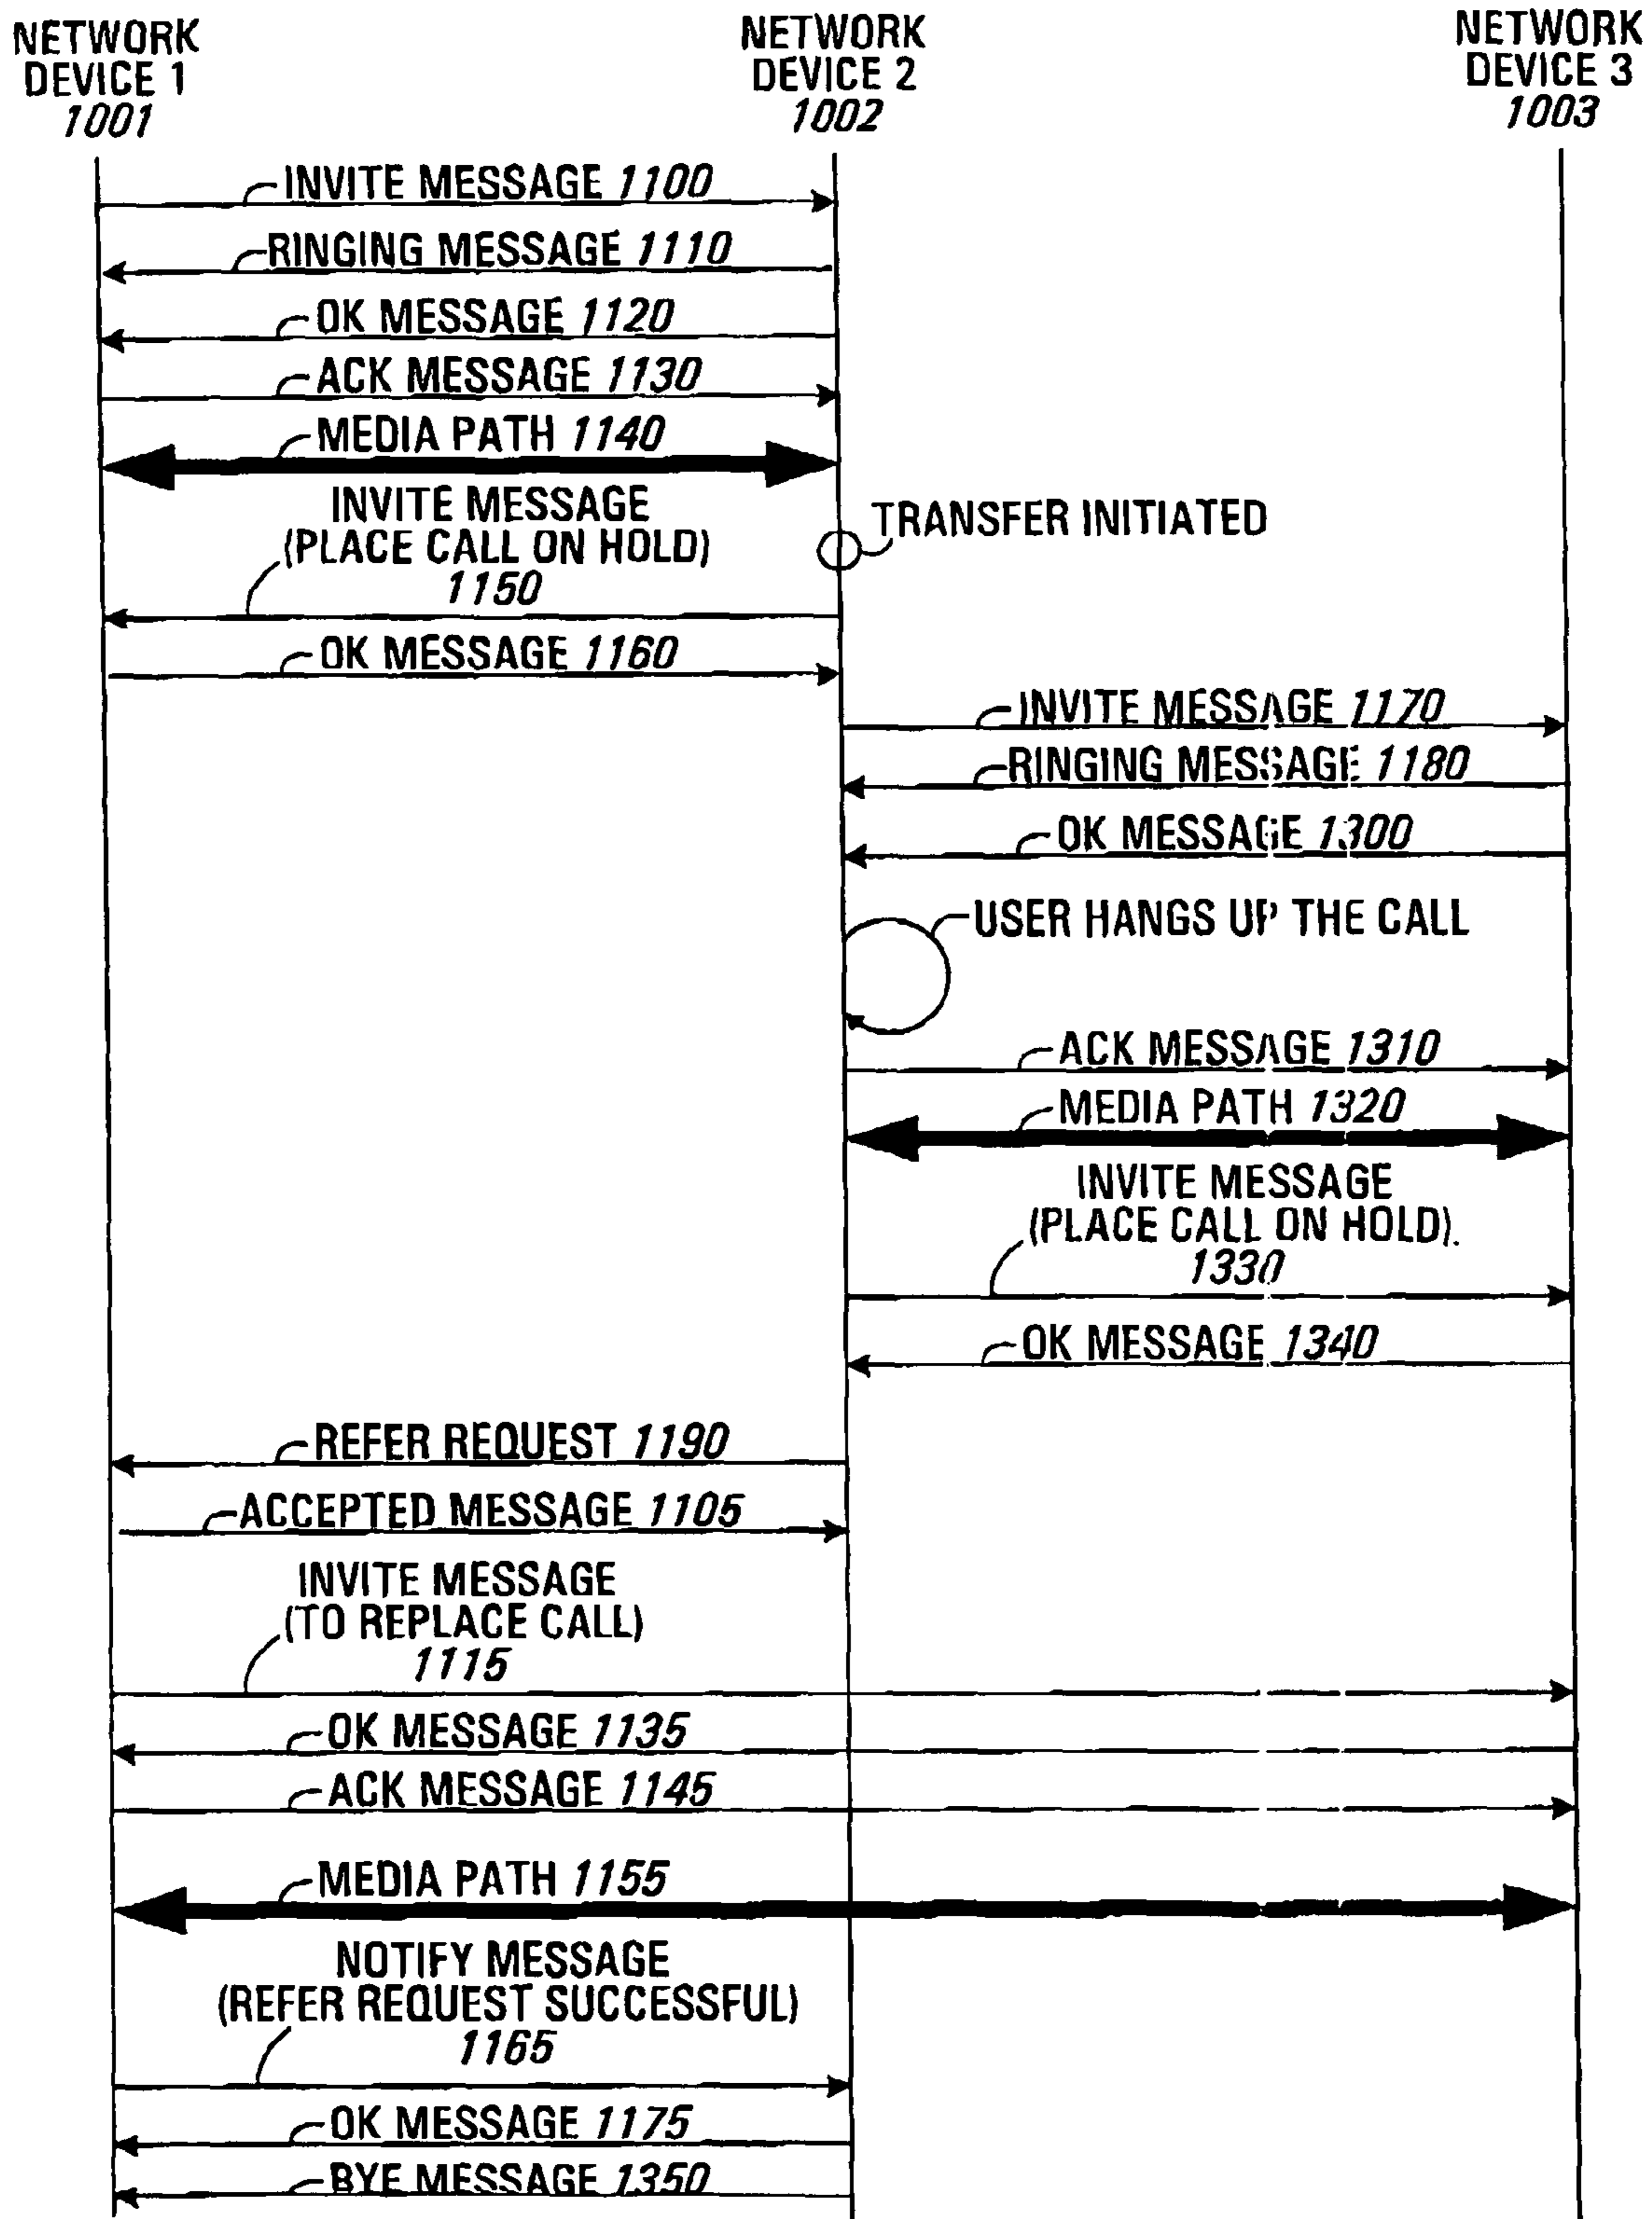 NETWORK
DEVICE 1
1001
NETWORK
DEVICE 2
1002
NETWORK
DEVICE 3
1003
INVITE MESSAGE 1100
RINGING MESSAGE 1110
OK MESSAGE 1120
ACK MESSAGE 1130
MEDIA PATH 1140
INVITE MESSAGE
(PLACE CALL ON HOLD)
1150
TRANSFER INITIATED
OK MESSAGE 1160
INVITE MESSAGE 1170
RINGING MESSAGE 1180
OK MESSAGE 1300
USER HANGS UP THE CALL
ACK MESSAGE 1310
MEDIA PATH 1320
INVITE MESSAGE
(PLACE CALL ON HOLD).
1330
OK MESSAGE 1340
REFER REQUEST 1190
ACCEPTED MESSAGE 1105
INVITE MESSAGE
(TO REPLACE CALL)
1115
OK MESSAGE 1135
ACK MESSAGE 1145
MEDIA PATH 1155
NOTIFY MESSAGE
(REFER REQUEST SUCCESSFUL)
1165
OK MESSAGE 1175
BYE MESSAGE 1350